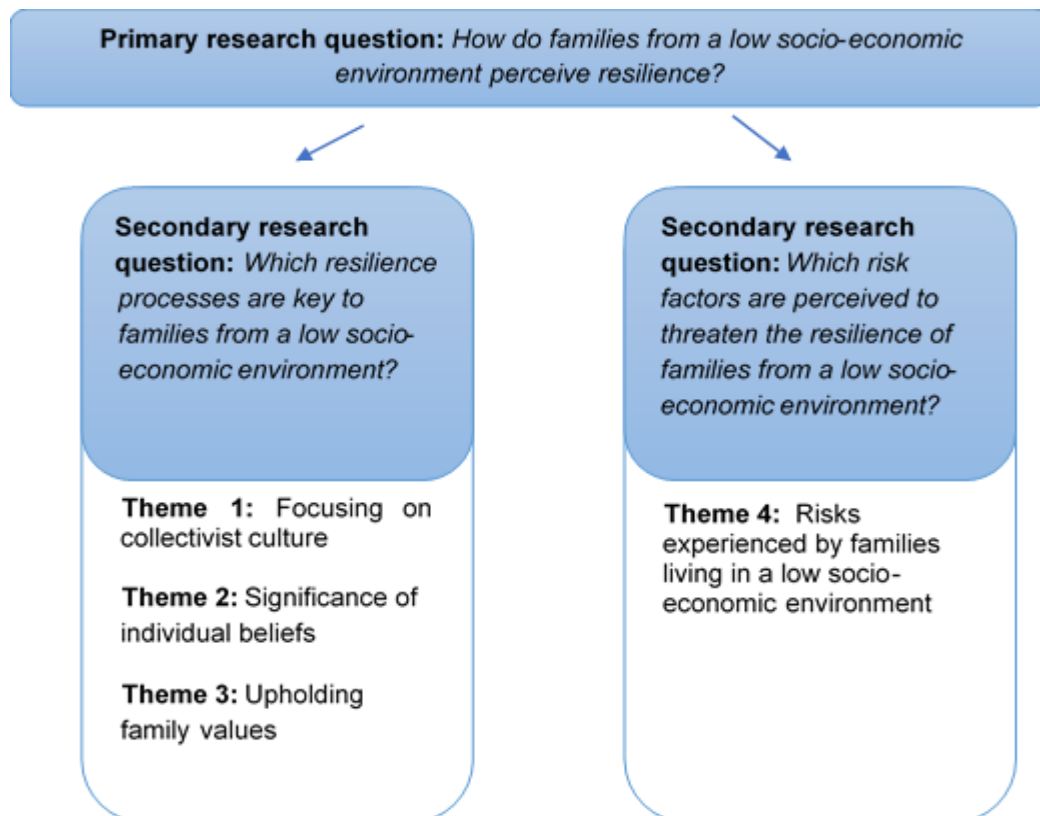 Primary research question: How do families from a low socio-economic
environment perceive resilience?
Secondary research
question: Which resilience
processes are key to
families from a low socio-
economic environment?
Theme 1: Focusing on
collectivist culture
Theme 2: Significance of
individual beliefs
Theme 3: Upholding
family values
Secondary research
question: Which risk
factors are perceived to
threaten the resilience of
families from a low socio-
economic environment?
Theme 4: Risks
experienced by families
living in a low socio-
economic environment